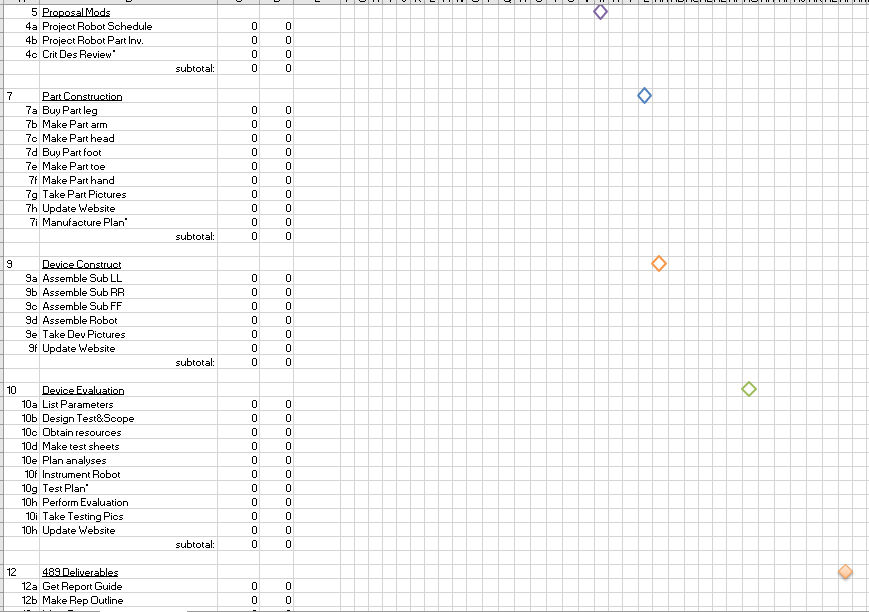 5 Proposal Mods
4a Project Robot Schedule 0 0
4b Project Robot Part Inv. 0 0
4c Crit Des Review* 0 0
subtotal: 0 0
7 Part Construction
7a Buy Part leg 0 0
7b Make Part arm 0 0
7c Make Part head 0 0
7d Buy Part foot 0 0
7e Make Part toe 0 0
7f Make Part hand 0 0
7g Take Part Pictures 0 0
7h Update Website 0 0
7i Manufacture Plan* 0 0
subtotal: 0 0
9 Device Construct
9a Assemble Sub LL 0 0
9b Assemble Sub RR 0 0
9c Assemble Sub FF 0 0
9d Assemble Robot 0 0
9e Take Dev Pictures 0 0
9f Update Website 0 0
subtotal: 0 0
10 Device Evaluation
10a List Parameters 0 0
10b Design Test&Scope 0 0
10c Obtain resources 0 0
10d Make test sheets 0 0
10e Plan analyses 0 0
10f Instrument Robot 0 0
10g Test Plan* 0 0
10h Perform Evaluation 0 0
10i Take Testing Pics 0 0
10h Update Website 0 0
subtotal: 0 0
12 489 Deliverables
12a Get Report Guide 0 0
12b Make Rep Outline 0 0